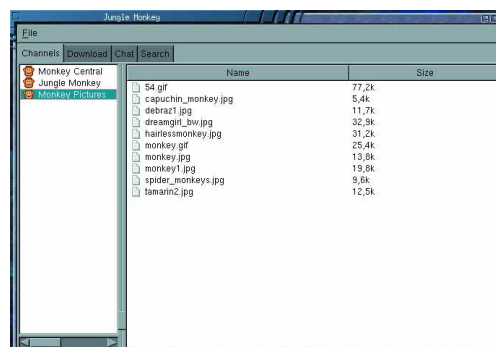 Jungle Monkey
File
Channels Download Chat Search
Monkey Central
Jungle Monkey
Monkey Pictures
Name Size
54.gif 77,2k
capuchin_monkey.jpg 5,4k
debraz1.jpg 11,7k
dreamgirl_bw.jpg 32,9k
hairlessmonkey.jpg 31,2k
monkey.gif 25,4k
monkey.jpg 13,8k
monkey1.jpg 19,8k
spider_monkeys.jpg 9,6k
tamarin2.jpg 12,5k